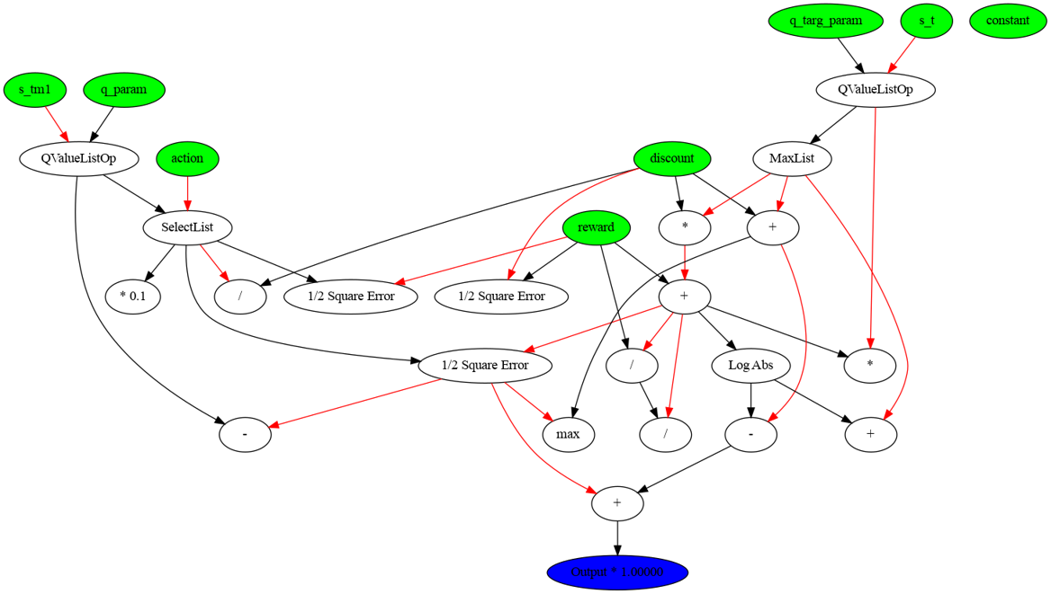 q_targ_param
s_t
constant
s_tm1
q_param
QValueListOp
QValueListOp
action
discount
MaxList
SelectList
reward
*
+
* 0.1
/
1/2 Square Error
1/2 Square Error
+
1/2 Square Error
/
Log Abs
*
-
max
/
-
+
+
Output * 1.00000